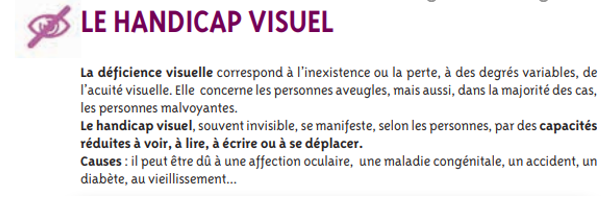 LE HANDICAP VISUEL
La déficience visuelle correspond à l'inexistence ou la perte, à des degrés variables, de
l'acuité visuelle. Elle concerne les personnes aveugles, mais aussi, dans la majorité des cas,
les personnes malvoyantes.
Le handicap visuel, souvent invisible, se manifeste, selon les personnes, par des capacités
réduites à voir, à lire, à écrire ou à se déplacer.
Causes : il peut être dû à une affection oculaire, une maladie congénitale, un accident, un
diabète, au vieillissement...